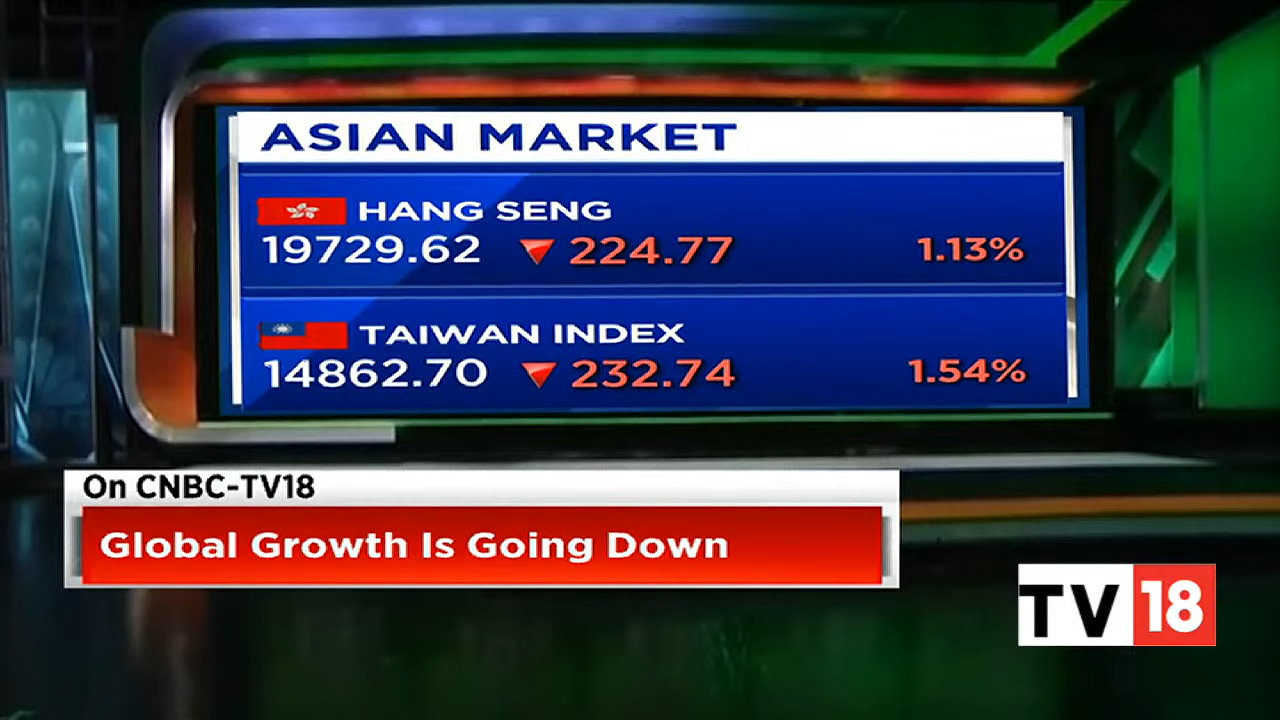 ASIAN MARKET
HANG SENG
19729.62 ▼ 224.77 1.13%
TAIWAN INDEX
14862.70 ▼ 232.74 1.54%
On CNBC-TV18
Global Growth Is Going Down
TV18